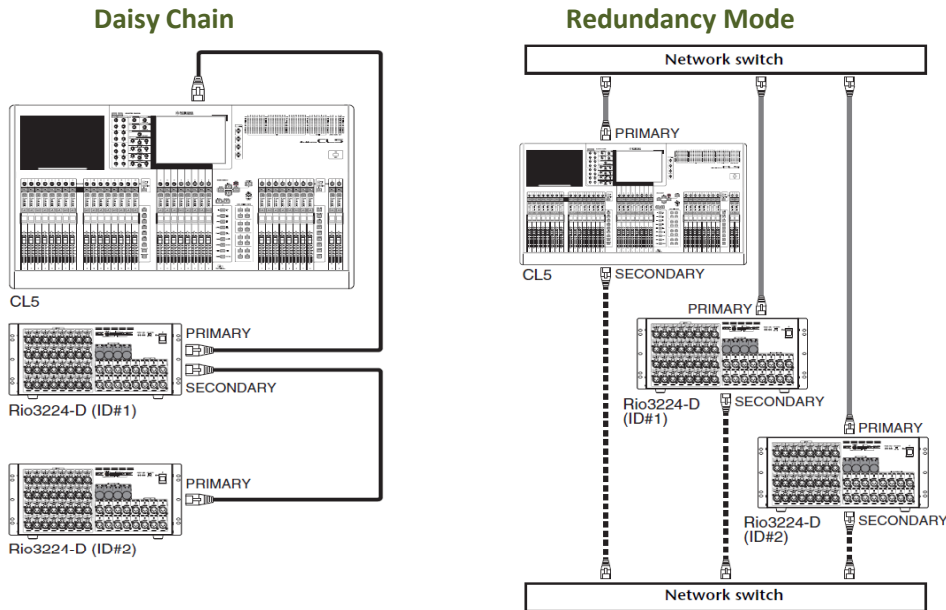 Daisy Chain
CL5
PRIMARY
SECONDARY
Rio3224-D (ID#1)
PRIMARY
Rio3224-D (ID#2)
Redundancy Mode
Network switch
PRIMARY
CL5
SECONDARY
PRIMARY
Rio3224-D
(ID#1)
SECONDARY
PRIMARY
Rio3224-D
(ID#2)
SECONDARY
Network switch